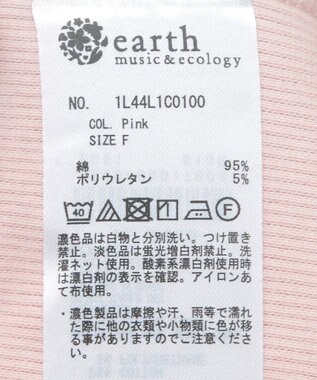 earth
music&ecology
NO. 1L44L1C0100
COL. Pink
SIZE F
綿 95%
ポリウレタン 5%
40 F
濃色品は白物と分別洗い。つけ置き
禁止。淡色は蛍光増白剤禁止。洗
濯ネット使用。酸素系漂白剤使用時
は漂白剤の表示を確認。アイロンあ
て布使用。
・濃色製品は摩擦や汗、雨等で濡れ
た際に他の衣類や小物類に色が移
る事がありますのでご注意ください